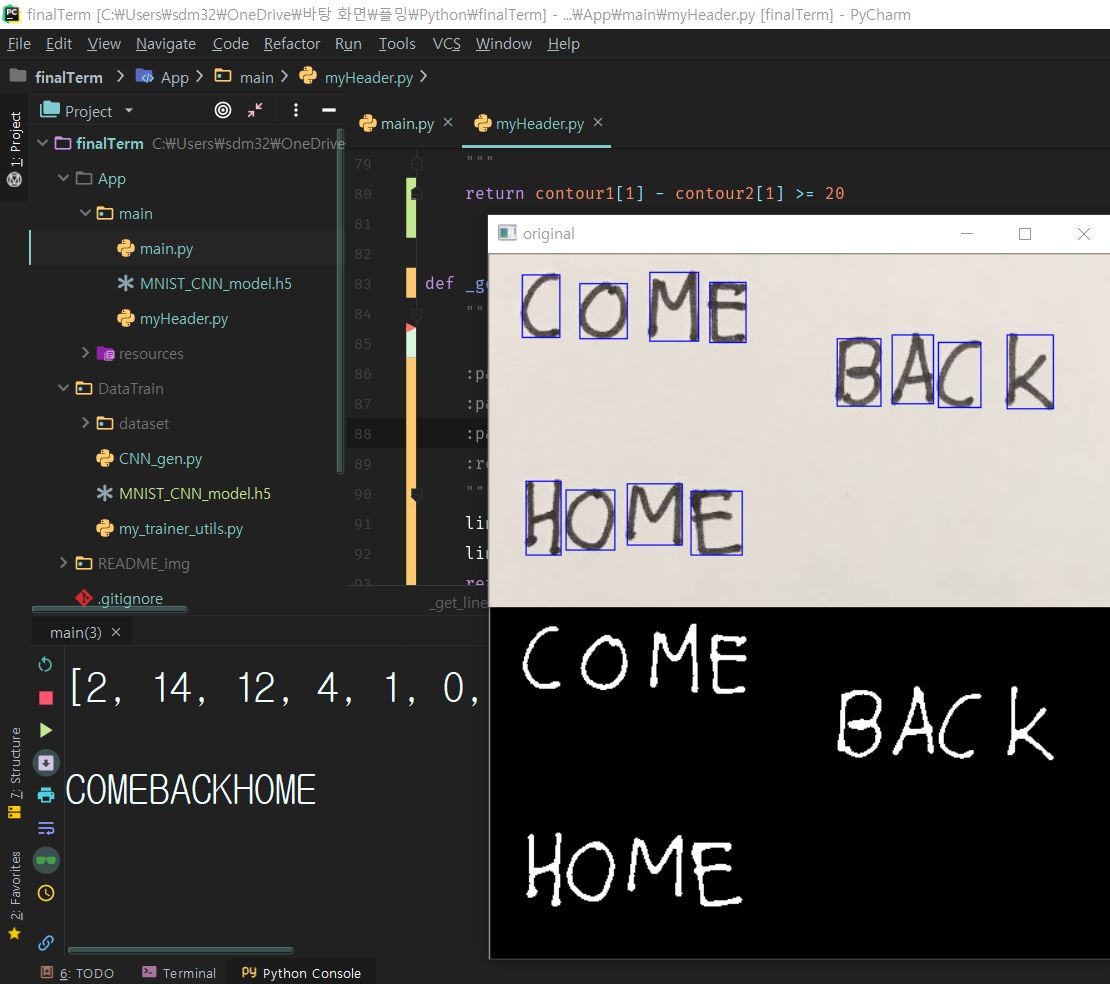 finalTerm [C:\Users\sdm32\OneDrive\바탕 화면\플밍\Python\finalTerm] - ...\App\main\myHeader.py [finalTerm] - PyCharm
File Edit View Navigate Code Refactor Run Tools VCS Window Help
finalTerm App main myHeader.py
Project
main.py myHeader.py
1: Project
finalTerm C:\Users\sdm32\OneDrive
App
main
main.py
MNIST_CNN_model.h5
myHeader.py
resources
DataTrain
dataset
CNN_gen.py
MNIST_CNN_model.h5
my_trainer_utils.py
README_img
.gitignore
79 """
80 return contour1[1] - contour2[1] >= 20
81
82
83 def _g
84 ""
85
86 :pa
87 :pa
88 :pa
89 :re
90 ""
91 lin
92 lin
93 re
_get_line
original
COME
BACK
HOME
COME
BACK
HOME
main(3)
[2, 14, 12, 4, 1, 0,
COMEBACKHOME
7: Structure
2: Favorites
6: TODO Terminal Python Console